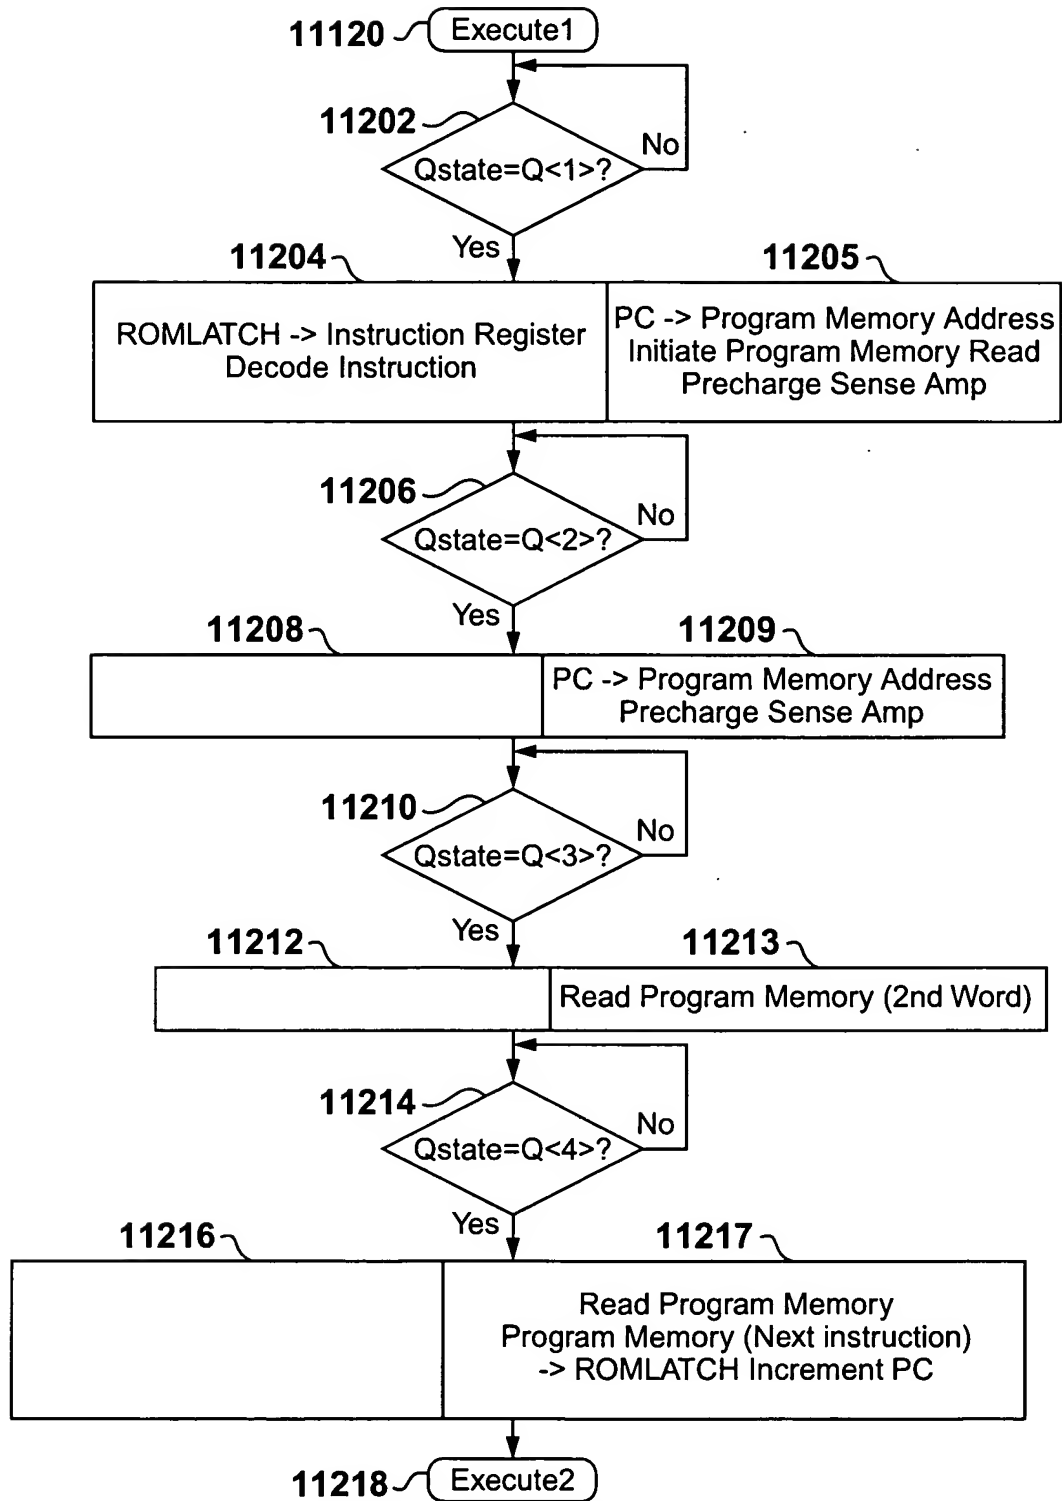 11120
Execute1
11202
Qstate=Q<1>?
No
Yes
11204
11205
ROMLATCH -> Instruction Register
Decode Instruction
PC -> Program Memory Address
Initiate Program Memory Read
Precharge Sense Amp
11206
Qstate=Q<2>?
No
Yes
11208
11209
PC -> Program Memory Address
Precharge Sense Amp
11210
Qstate=Q<3>?
No
Yes
11212
11213
Read Program Memory (2nd Word)
11214
Qstate=Q<4>?
No
Yes
11216
11217
Read Program Memory
Program Memory (Next instruction)
-> ROMLATCH Increment PC
11218
Execute2